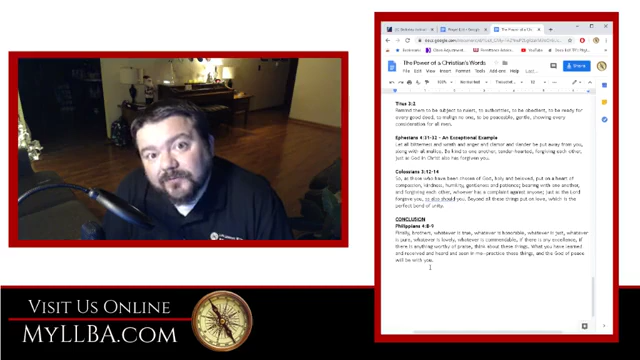 The Power of a Christian's Words
File Edit View Insert Format Tools Add-ons Help
Share
Titus 3:2
Remind them to be subject to rulers, to authorities, to be obedient, to be ready for
every good deed, to malign no one, to be peaceable, gentle, showing every
consideration for all men.
Ephesians 4:31-32 - An Exceptional Example
Let all bitterness and wrath and anger and clamor and slander be put away from you,
along with all malice. Be kind to one another, tender-hearted, forgiving each other,
just as God in Christ also has forgiven you.
Colossians 3:12-14
So, as those who have been chosen of God, holy and beloved, put on a heart of
compassion, kindness, humility, gentleness and patience; bearing with one another,
and forgiving each other, whoever has a complaint against anyone; just as the Lord
forgave you, so also should you. Beyond all these things put on love, which is the
perfect bond of unity.
CONCLUSION
Philippians 4:8-9
Finally, brothers, whatever is true, whatever is honorable, whatever is just, whatever
is pure, whatever is lovely, whatever is commendable, if there is any excellence, if
there is anything worthy of praise, think about these things. What you have learned
and received and heard and seen in me—practice these things, and the God of peace
will be with you.
Visit Us Online
MyLLBA.com